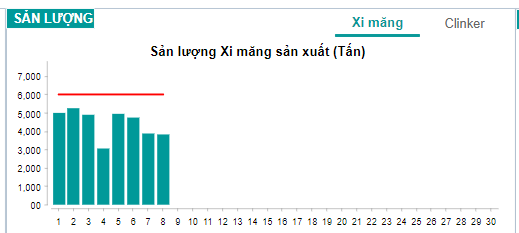 SẢN LƯỢNG
Xi măng Clinker
Sản lượng Xi măng sản xuất (Tấn)
7,000
6,000
5,000
4,000
3,000
2,000
1,000
00
1 2 3 4 5 6 7 8 9 10 11 12 13 14 15 16 17 18 19 20 21 22 23 24 25 26 27 28 29 30